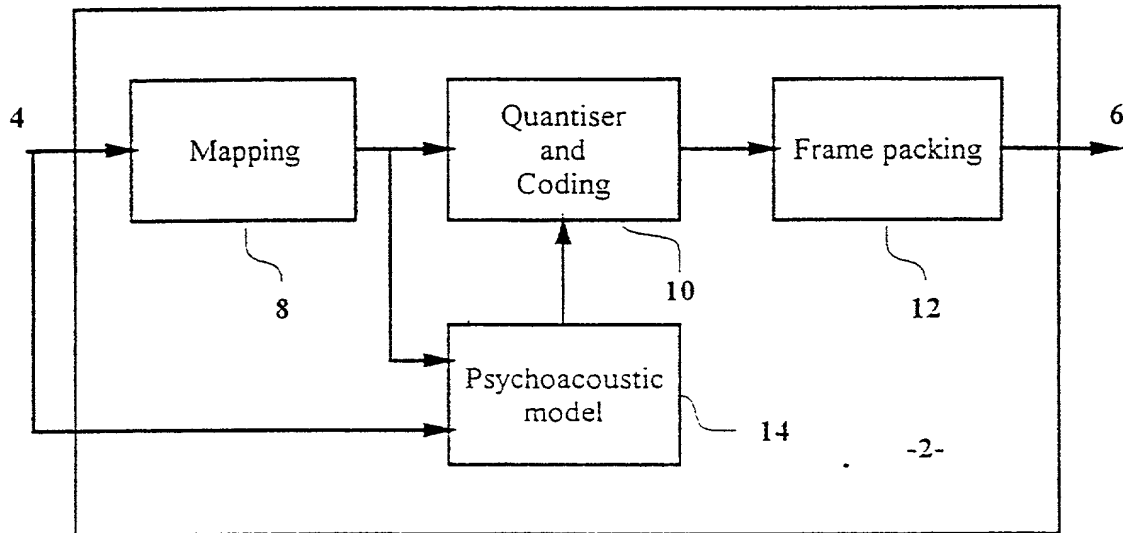 4
Mapping
Quantiser
and
Coding
Frame packing
6
8
10
12
Psychoacoustic
model
14
-2-